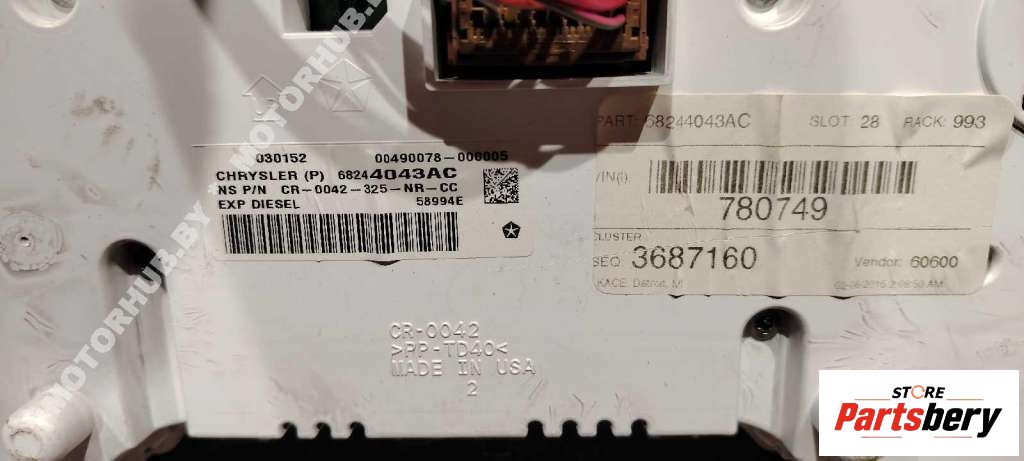 030152 00490078-000005
CHRYSLER (P) 68244043AC
NS P/N CR-0042-325-NR-CC
EXP DIESEL 58994E
PART: 68244043AC SLOT: 28 RACK: 993
VIN(I):
780749
CLUSTER
SEQ 3687160 Vendor: 60600
KACE, Detroit, MI
CR-0042
>PP-TD40<
MADE IN USA
2
MOTORHUB.BY MOTORHUB.BY
STORE
Partsbery